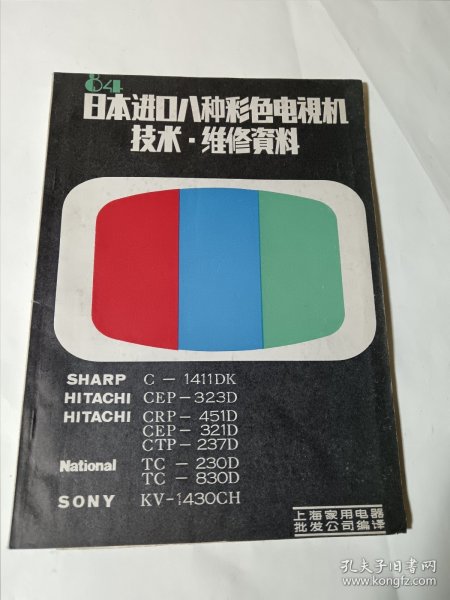 84
日本进口八种彩色电視机
技术·维修資料
SHARP C - 1411DK
HITACHI CEP-323D
HITACHI CRP - 451D
CEP - 321D
CTP - 237D
National TC - 230D
TC - 830D
SONY KV-1430CH
上海家用电器
批发公司编译
孔夫子旧书网
www.kongfz.com